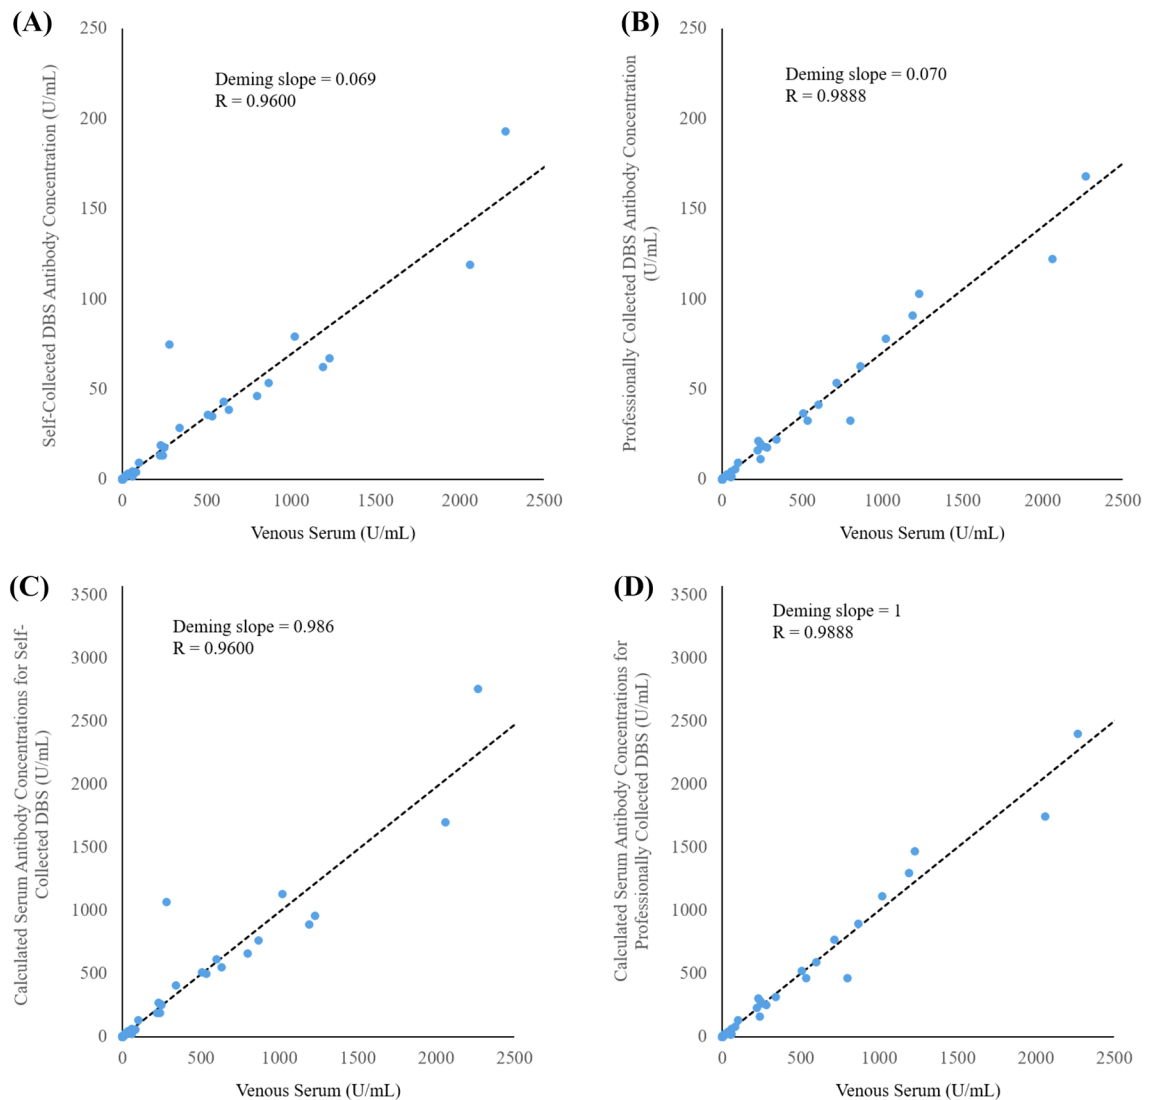 (A)
Self-Collected DBS Antibody Concentration (U/mL)
250
200
150
100
50
0
Deming slope = 0.069
R = 0.9600
0 500 1000 1500 2000 2500
Venous Serum (U/mL)
(B)
Professionally Collected DBS Antibody Concentration
(U/mL)
250
200
150
100
50
0
Deming slope = 0.070
R = 0.9888
0 500 1000 1500 2000 2500
Venous Serum (U/mL)
(C)
Calculated Serum Antibody Concentrations for Self-
Collected DBS (U/mL)
3500
3000
2500
2000
1500
1000
500
0
Deming slope = 0.986
R = 0.9600
0 500 1000 1500 2000 2500
Venous Serum (U/mL)
(D)
Calculated Serum Antibody Concentrations for
Professionally Collected DBS (U/mL)
3500
3000
2500
2000
1500
1000
500
0
Deming slope = 1
R = 0.9888
0 500 1000 1500 2000 2500
Venous Serum (U/mL)